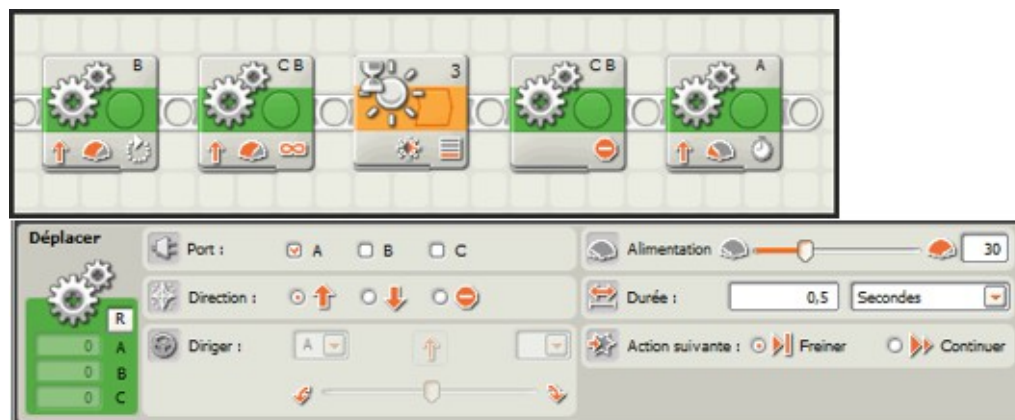 B
C B
3
C B
A
Déplacer
Port : A B C
Alimentation 30
Direction :
Durée : 0,5 Secondes
R
Diriger : A
Action suivante : Freiner Continuer
0 A
0 B
0 C